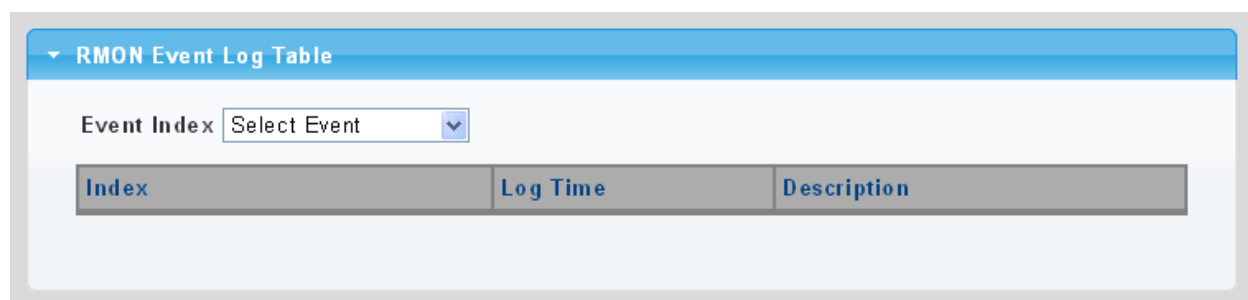 RMON Event Log Table
Event Index Select Event
Index Log Time Description